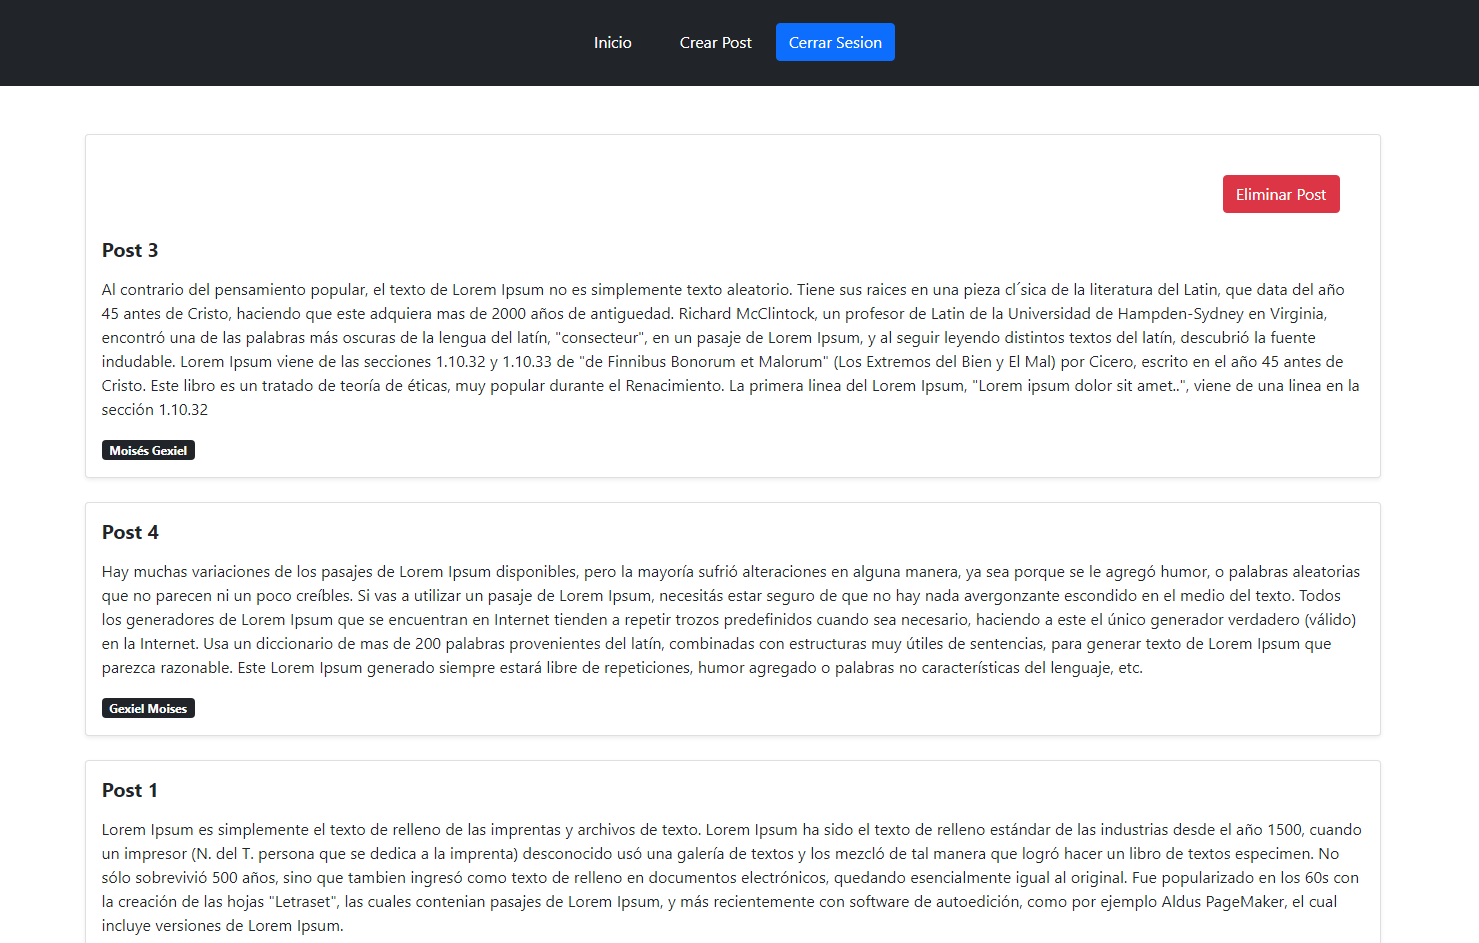 Inicio
Crear Post
Cerrar Sesion
Eliminar Post
Post 3
Al contrario del pensamiento popular, el texto de Lorem Ipsum no es simplemente texto aleatorio. Tiene sus raices en una pieza cl´sica de la literatura del Latin, que data del año
45 antes de Cristo, haciendo que este adquiera mas de 2000 años de antiguedad. Richard McClintock, un profesor de Latin de la Universidad de Hampden-Sydney en Virginia,
encontró una de las palabras más oscuras de la lengua del latín, "consecteur", en un pasaje de Lorem Ipsum, y al seguir leyendo distintos textos del latín, descubrió la fuente
indudable. Lorem Ipsum viene de las secciones 1.10.32 y 1.10.33 de "de Finnibus Bonorum et Malorum" (Los Extremos del Bien y El Mal) por Cicero, escrito en el año 45 antes de
Cristo. Este libro es un tratado de teoría de éticas, muy popular durante el Renacimiento. La primera linea del Lorem Ipsum, "Lorem ipsum dolor sit amet..", viene de una linea en la
sección 1.10.32
Moisés Gexiel
Post 4
Hay muchas variaciones de los pasajes de Lorem Ipsum disponibles, pero la mayoría sufrió alteraciones en alguna manera, ya sea porque se le agregó humor, o palabras aleatorias
que no parecen ni un poco creíbles. Si vas a utilizar un pasaje de Lorem Ipsum, necesitás estar seguro de que no hay nada avergonzante escondido en el medio del texto. Todos
los generadores de Lorem Ipsum que se encuentran en Internet tienden a repetir trozos predefinidos cuando sea necesario, haciendo a este el único generador verdadero (válido)
en la Internet. Usa un diccionario de mas de 200 palabras provenientes del latín, combinadas con estructuras muy útiles de sentencias, para generar texto de Lorem Ipsum que
parezca razonable. Este Lorem Ipsum generado siempre estará libre de repeticiones, humor agregado o palabras no características del lenguaje, etc.
Gexiel Moises
Post 1
Lorem Ipsum es simplemente el texto de relleno de las imprentas y archivos de texto. Lorem Ipsum ha sido el texto de relleno estándar de las industrias desde el año 1500, cuando
un impresor (N. del T. persona que se dedica a la imprenta) desconocido usó una galería de textos y los mezcló de tal manera que logró hacer un libro de textos especimen. No
sólo sobrevivió 500 años, sino que tambien ingresó como texto de relleno en documentos electrónicos, quedando esencialmente igual al original. Fue popularizado en los 60s con
la creación de las hojas "Letraset", las cuales contenian pasajes de Lorem Ipsum, y más recientemente con software de autoedición, como por ejemplo Aldus PageMaker, el cual
incluye versiones de Lorem Ipsum.